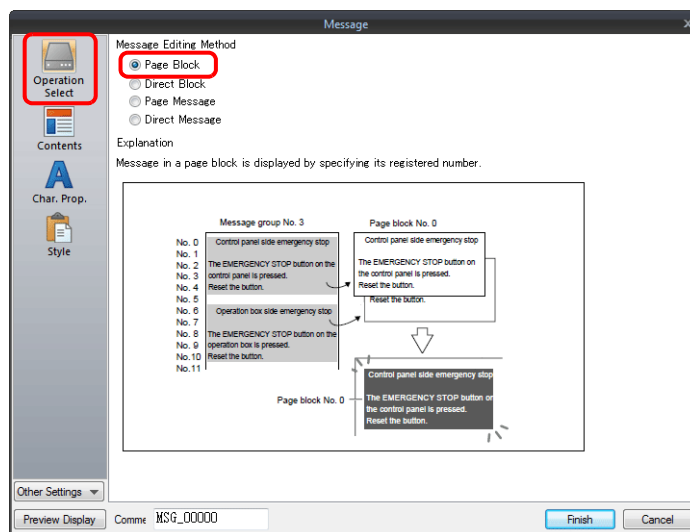 Message
Operation
Select
Contents
Char. Prop.
Style
Message Editing Method
Page Block
Direct Block
Page Message
Direct Message
Explanation
Message in a page block is displayed by specifying its registered number.
Message group No. 3
No. 0 Control panel side emergency stop
No. 1
No. 2 The EMERGENCY STOP button on the
No. 3 control panel is pressed.
No. 4 Reset the button.
No. 5
No. 6 Operation box side emergency stop
No. 7
No. 8 The EMERGENCY STOP button on the
No. 9 operation box is pressed.
No.10 Reset the button.
No.11
Page block No. 0
Control panel side emergency stop
The EMERGENCY STOP button on
the control panel is pressed.
Reset the button.
Reset the button.
Page block No. 0
Control panel side emergency stop
The EMERGENCY STOP button or
the control panel is pressed.
Reset the button.
Other Settings
Preview Display
Comme MSG_00000
Finish
Cancel